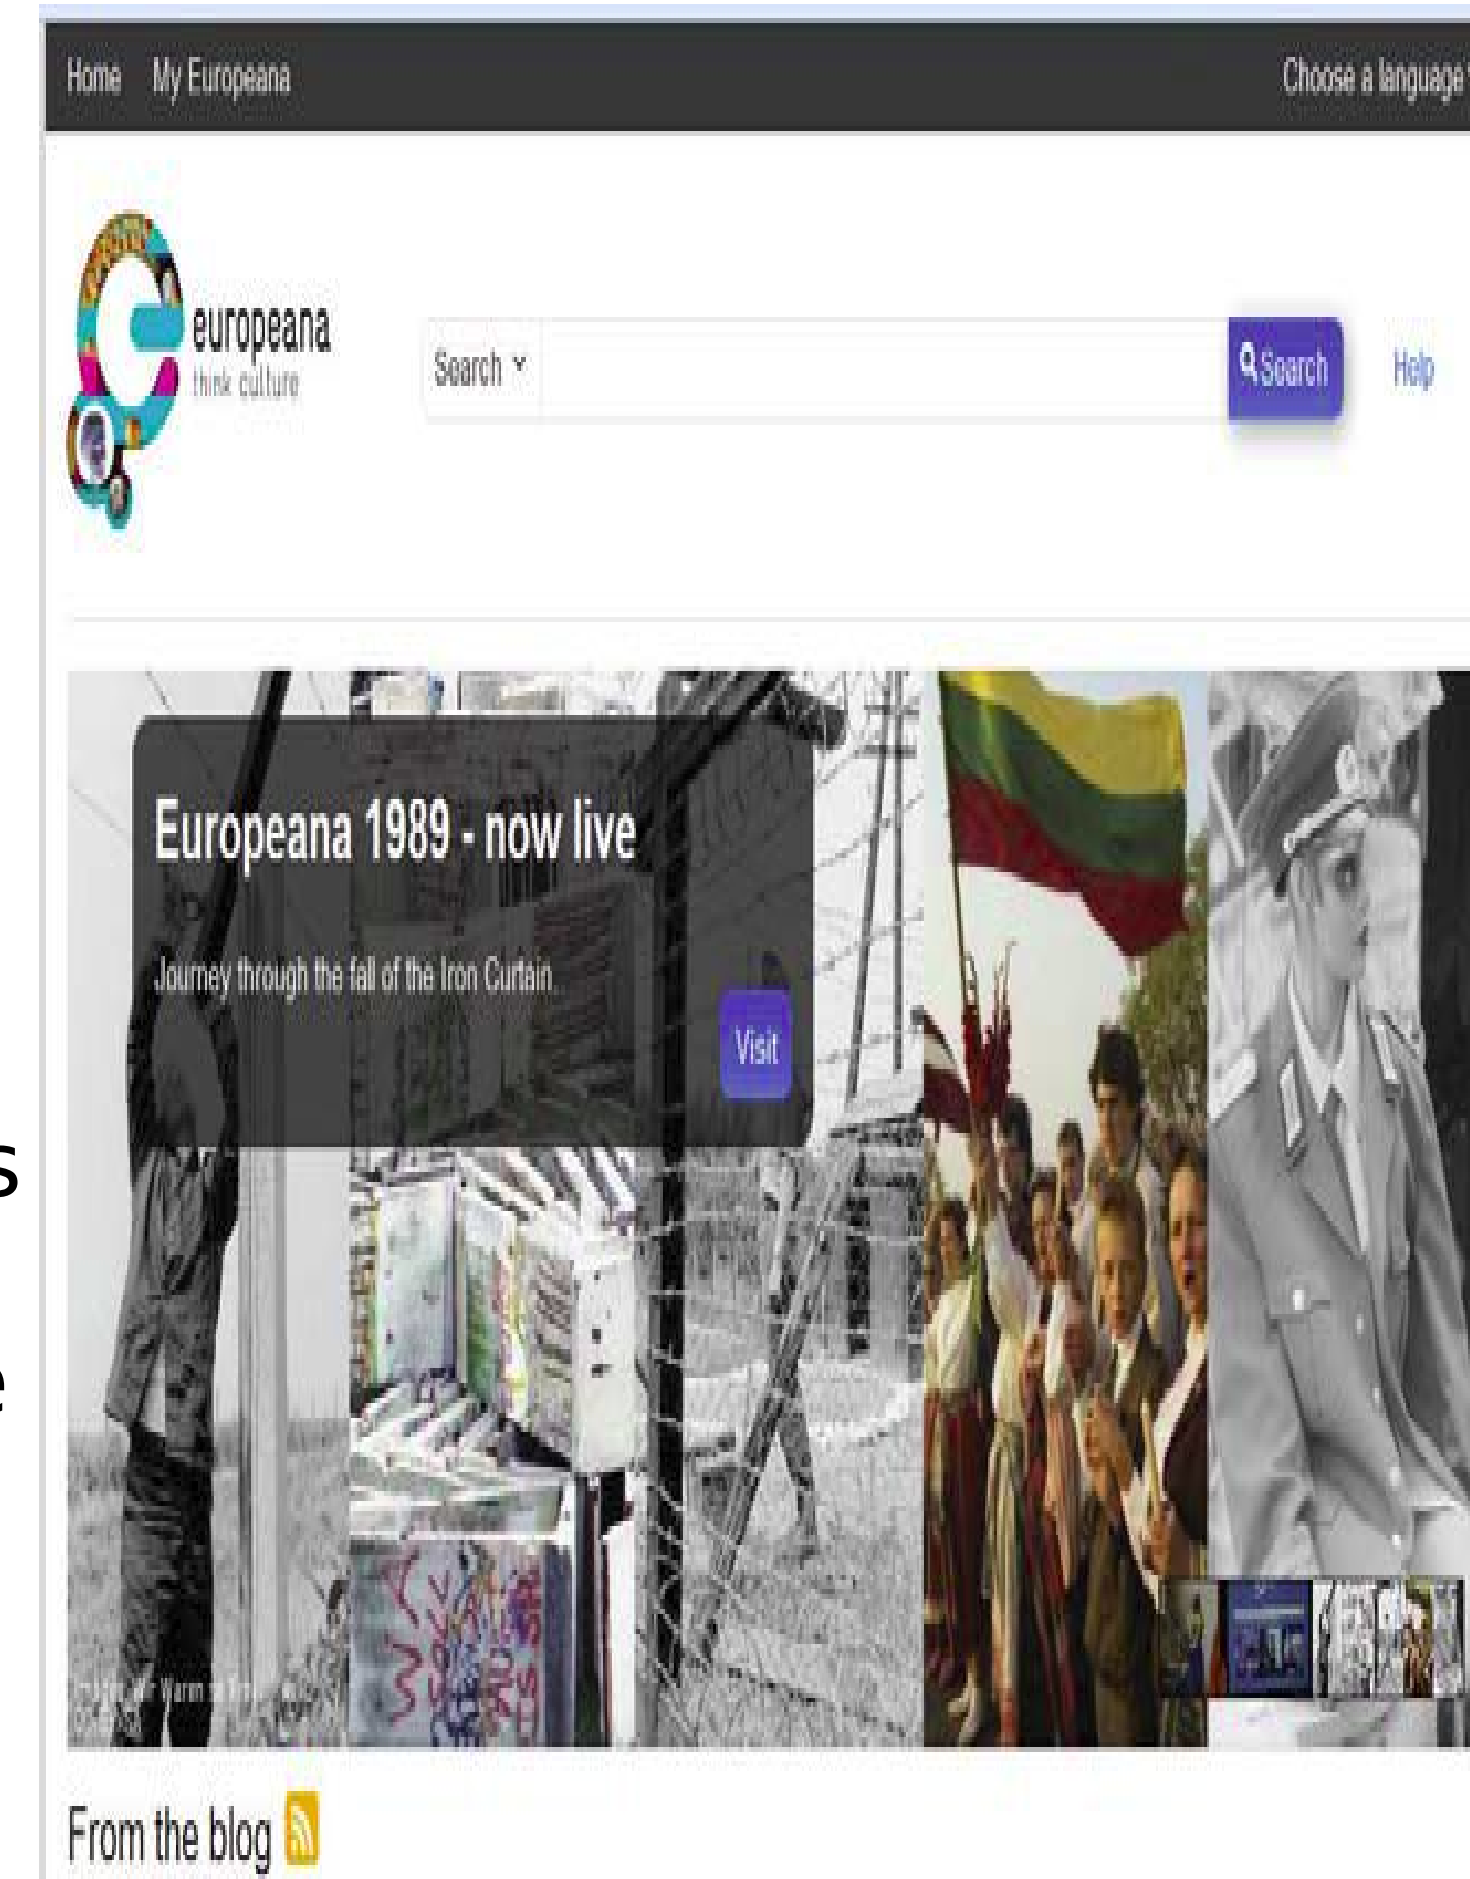 Home My Europeana Choose a language
europeana
think culture
Search Search Help
Europeana 1989 - now live
Journey through the fall of the Iron Curtain...
Visit
s
e
From the blog